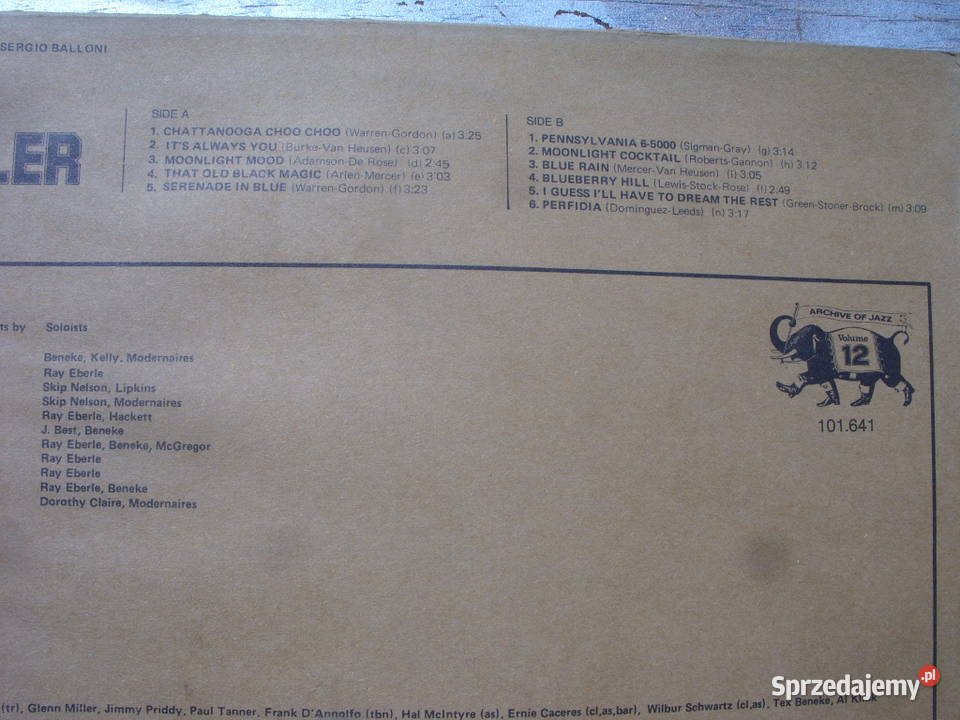 SERGIO BALLONI
LER
SIDE A
1. CHATTANOOGA CHOO CHOO (Warren-Gordon) (a) 3:25
2. IT'S ALWAYS YOU (Burke-Van Heusen) (c) 3:07
3. MOONLIGHT MOOD (Adamson-De Rose) (d) 2:45
4. THAT OLD BLACK MAGIC (Arlen-Mercer) (e) 3:03
5. SERENADE IN BLUE (Warren-Gordon) (f) 3:23
SIDE B
1. PENNSYLVANIA 6-5000 (Sigman-Gray) (g) 3:14
2. MOONLIGHT COCKTAIL (Roberts-Gannon) (h) 3:12
3. BLUE RAIN (Mercer-Van Heusen) (i) 3:05
4. BLUEBERRY HILL (Lewis-Stock-Rose) (l) 2:49
5. I GUESS I'LL HAVE TO DREAM THE REST (Green-Stoner-Brock) (m) 3:09
6. PERFIDIA (Dominguez-Leeds) (n) 3:17
ts by Soloists
Beneke, Kelly. Modernaires
Ray Eberle
Skip Nelson, Lipkins
Skip Nelson, Modernaires
Ray Eberle, Hackett
J. Best, Beneke
Ray Eberle, Beneke, McGregor
Ray Eberle
Ray Eberle
Ray Eberle, Beneke
Dorothy Claire, Modernaires
ARCHIVE OF JAZZ
Volume
12
101.641
(tr), Glenn Miller, Jimmy Priddy, Paul Tanner, Frank D'Annolfo (tbn), Hal McIntyre (as), Ernie Caceres (cl,as,bar), Wilbur Schwartz (cl,as), Tex Beneke, Al Klink
Sprzedajemy.pl